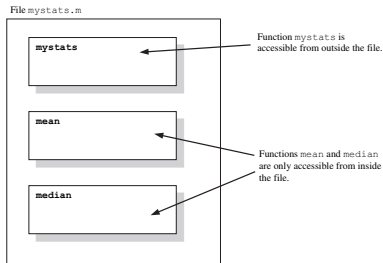 File mystats.m
mystats
Function mystats is
accessible from outside the file.
mean
Functions mean and median
are only accessible from inside
the file.
median